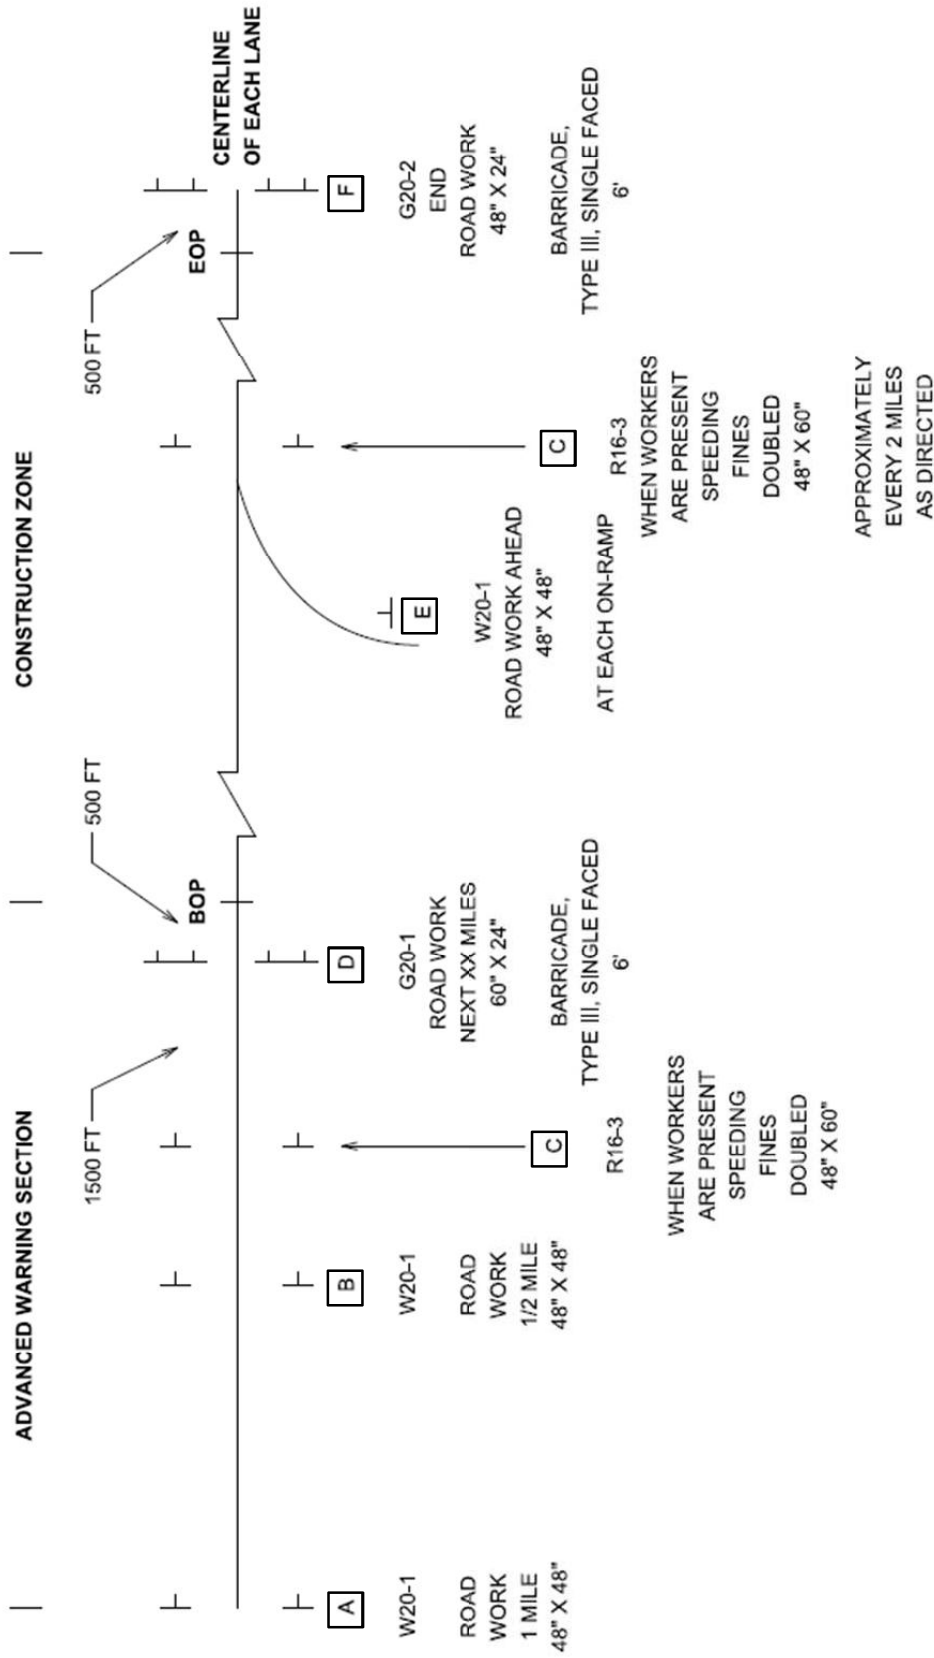 ADVANCED WARNING SECTION
CONSTRUCTION ZONE
1500 FT
500 FT
500 FT
BOP
EOP
CENTERLINE
OF EACH LANE
A
W20-1
ROAD
WORK
1 MILE
48" X 48"
B
W20-1
ROAD
WORK
1/2 MILE
48" X 48"
C
R16-3
WHEN WORKERS
ARE PRESENT
SPEEDING
FINES
DOUBLED
48" X 60"
D
G20-1
ROAD WORK
NEXT XX MILES
60" X 24"
BARRICADE,
TYPE III, SINGLE FACED
6'
E
W20-1
ROAD WORK AHEAD
48" X 48"
AT EACH ON-RAMP
C
R16-3
WHEN WORKERS
ARE PRESENT
SPEEDING
FINES
DOUBLED
48" X 60"
APPROXIMATELY
EVERY 2 MILES
AS DIRECTED
F
G20-2
END
ROAD WORK
48" X 24"
BARRICADE,
TYPE III, SINGLE FACED
6'